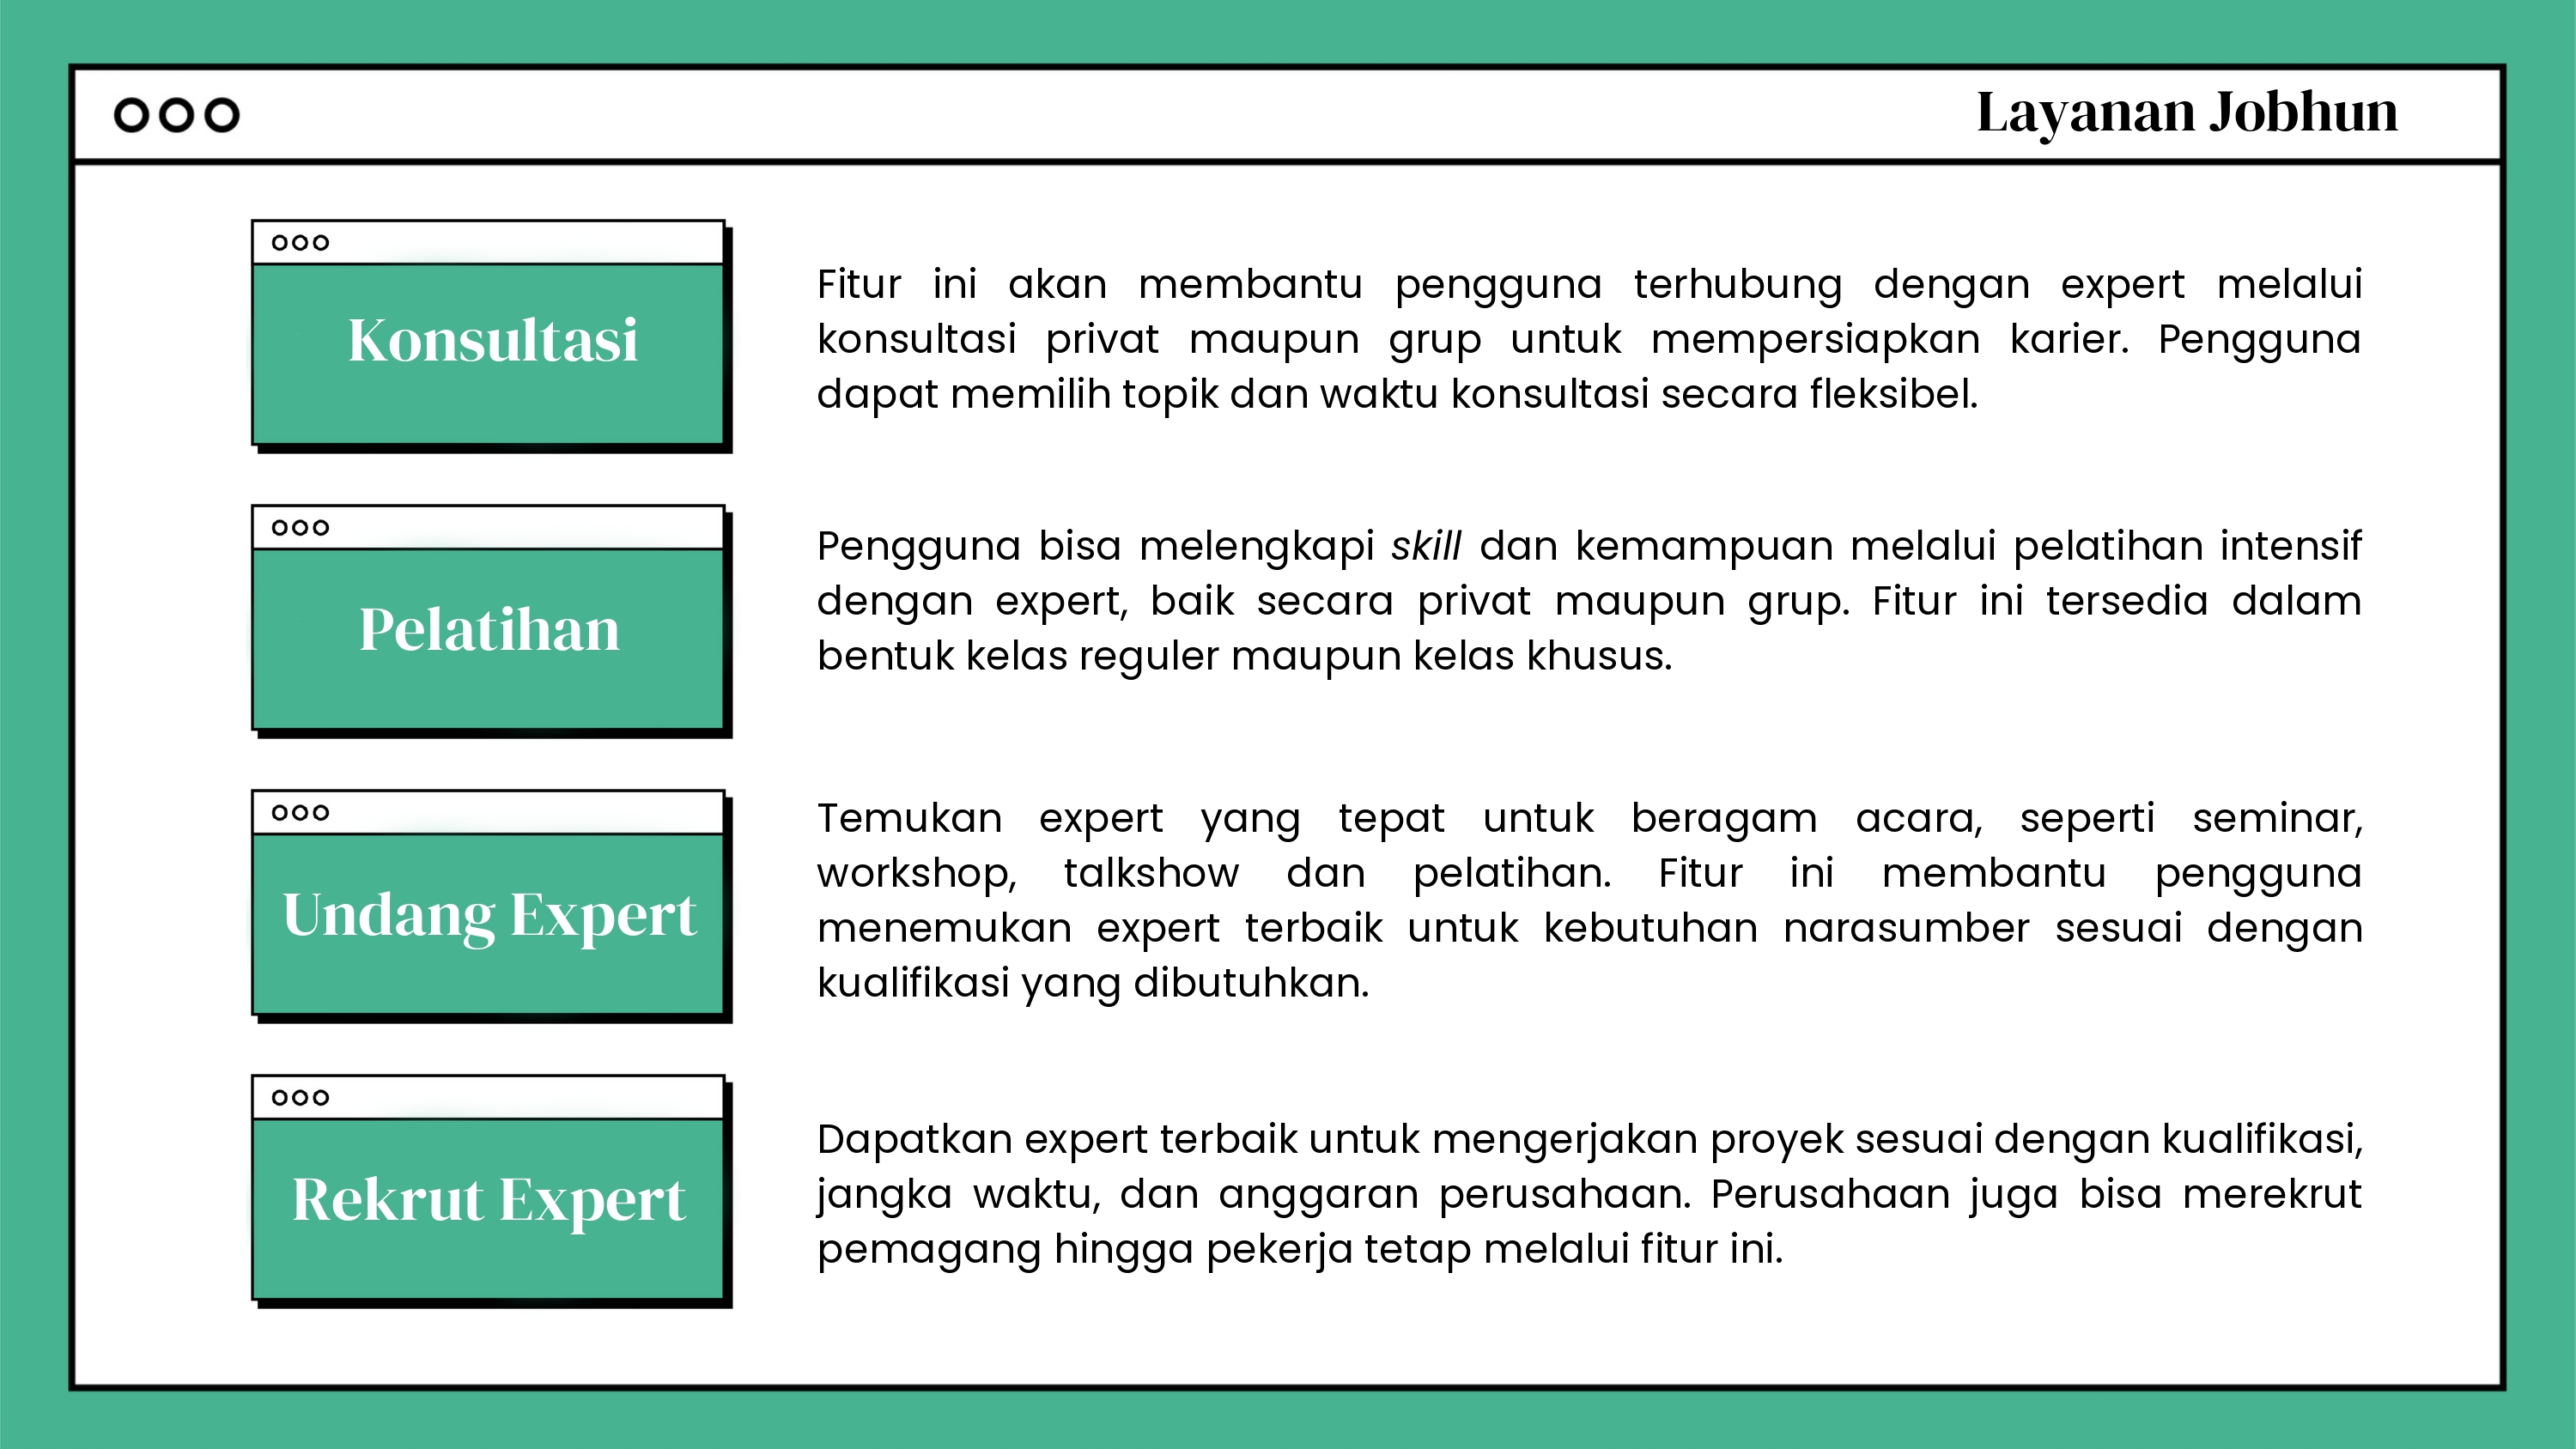 Layanan Jobhun
Konsultasi
Fitur ini akan membantu pengguna terhubung dengan expert melalui
konsultasi privat maupun grup untuk mempersiapkan karier. Pengguna
dapat memilih topik dan waktu konsultasi secara fleksibel.
Pelatihan
Pengguna bisa melengkapi skill dan kemampuan melalui pelatihan intensif
dengan expert, baik secara privat maupun grup. Fitur ini tersedia dalam
bentuk kelas reguler maupun kelas khusus.
Undang Expert
Temukan expert yang tepat untuk beragam acara, seperti seminar,
workshop, talkshow dan pelatihan. Fitur ini membantu pengguna
menemukan expert terbaik untuk kebutuhan narasumber sesuai dengan
kualifikasi yang dibutuhkan.
Rekrut Expert
Dapatkan expert terbaik untuk mengerjakan proyek sesuai dengan kualifikasi,
jangka waktu, dan anggaran perusahaan. Perusahaan juga bisa merekrut
pemagang hingga pekerja tetap melalui fitur ini.